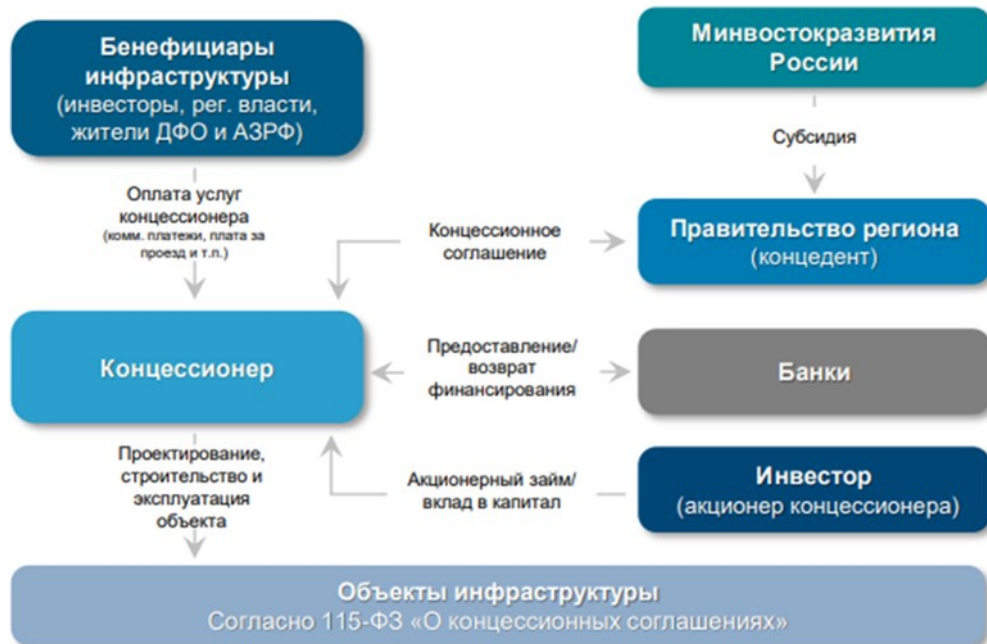 Бенефициары
инфраструктуры
(инвесторы, рег. власти,
жители ДФО и АЗРФ)
Минвостокразвития
России
Субсидия
Оплата услуг
концессионера
(комм. платежи, плата за
проезд и т.п.)
Концессионное
соглашение
Правительство региона
(концедент)
Концессионер
Предоставление/
возврат
финансирования
Банки
Проектирование,
строительство и
эксплуатация
объекта
Акционерный займ/
вклад в капитал
Инвестор
(акционер концессионера)
Объекты инфраструктуры
Согласно 115-ФЗ «О концессионных соглашениях»